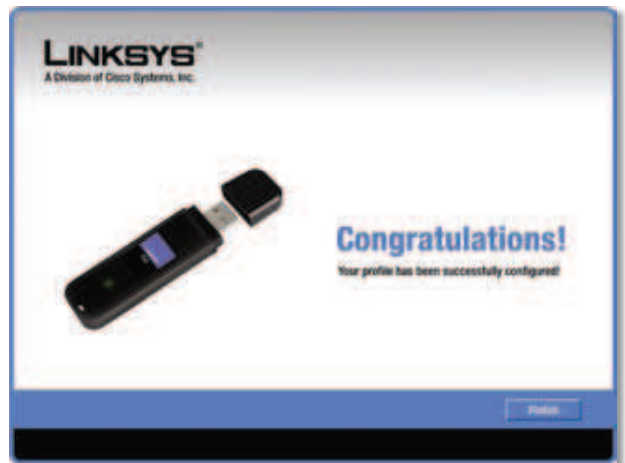 LINKSYS®
A Division of Cisco Systems, Inc.
Congratulations!
Your profile has been successfully configured!
Finish